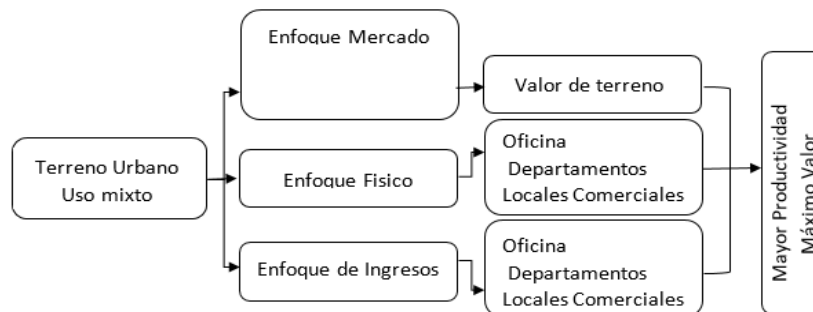 Enfoque Mercado
Valor de terreno
Terreno Urbano
Uso mixto
Enfoque Fisico
Oficina
Departamentos
Locales Comerciales
Enfoque de Ingresos
Oficina
Departamentos
Locales Comerciales
Mayor Productividad
Máximo Valor